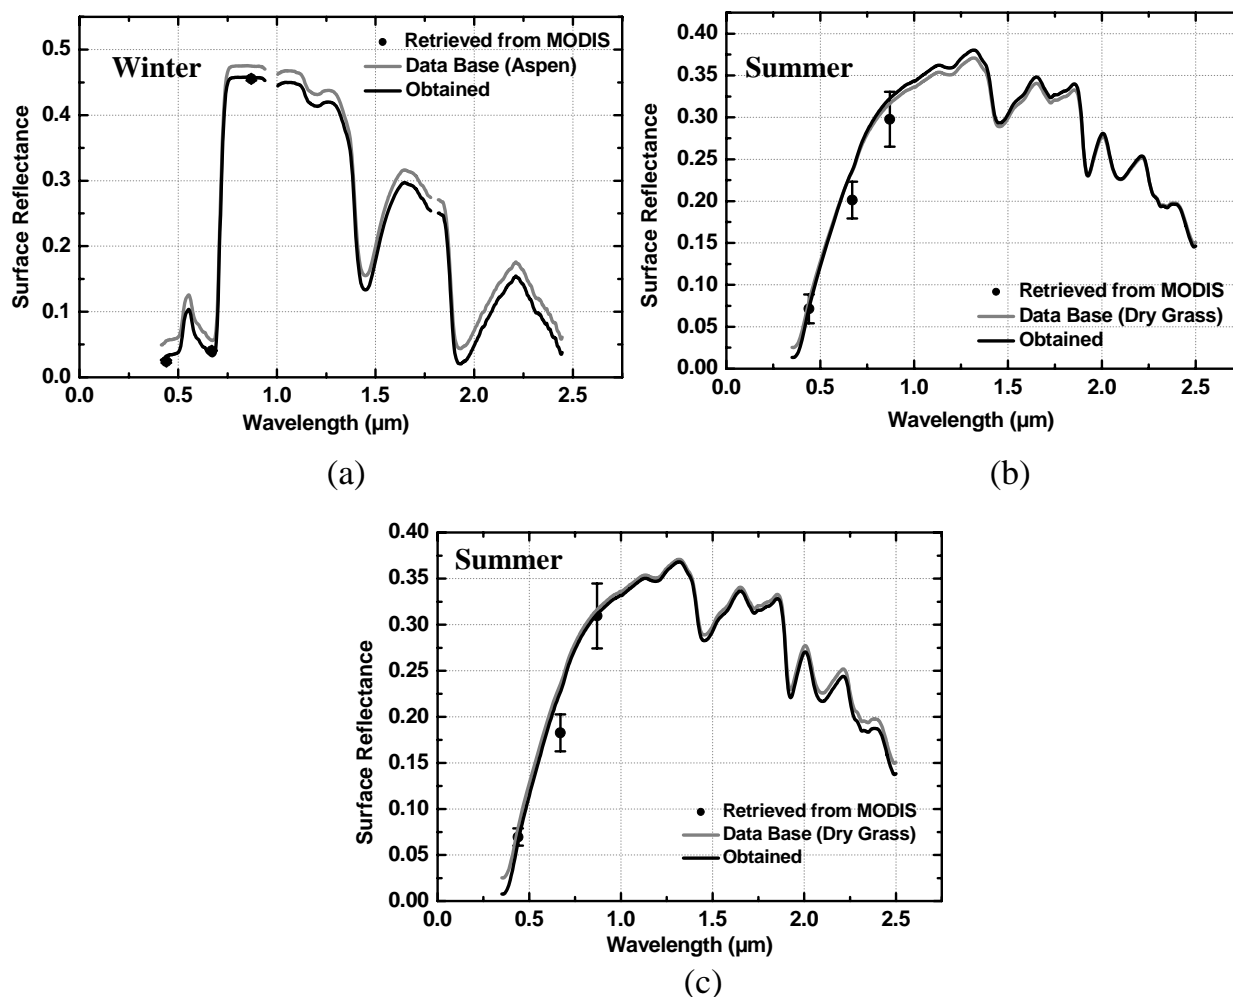 Winter
Retrieved from MODIS
Data Base (Aspen)
Obtained
Surface Reflectance
0.5
0.4
0.3
0.2
0.1
0.0
0.0 0.5 1.0 1.5 2.0 2.5
Wavelength (µm)
(a)
Summer
Surface Reflectance
0.40
0.35
0.30
0.25
0.20
0.15
0.10
0.05
0.00
Retrieved from MODIS
Data Base (Dry Grass)
Obtained
0.0 0.5 1.0 1.5 2.0 2.5
Wavelength (µm)
(b)
Summer
Surface Reflectance
0.40
0.35
0.30
0.25
0.20
0.15
0.10
0.05
0.00
Retrieved from MODIS
Data Base (Dry Grass)
Obtained
0.0 0.5 1.0 1.5 2.0 2.5
Wavelength (µm)
(c)